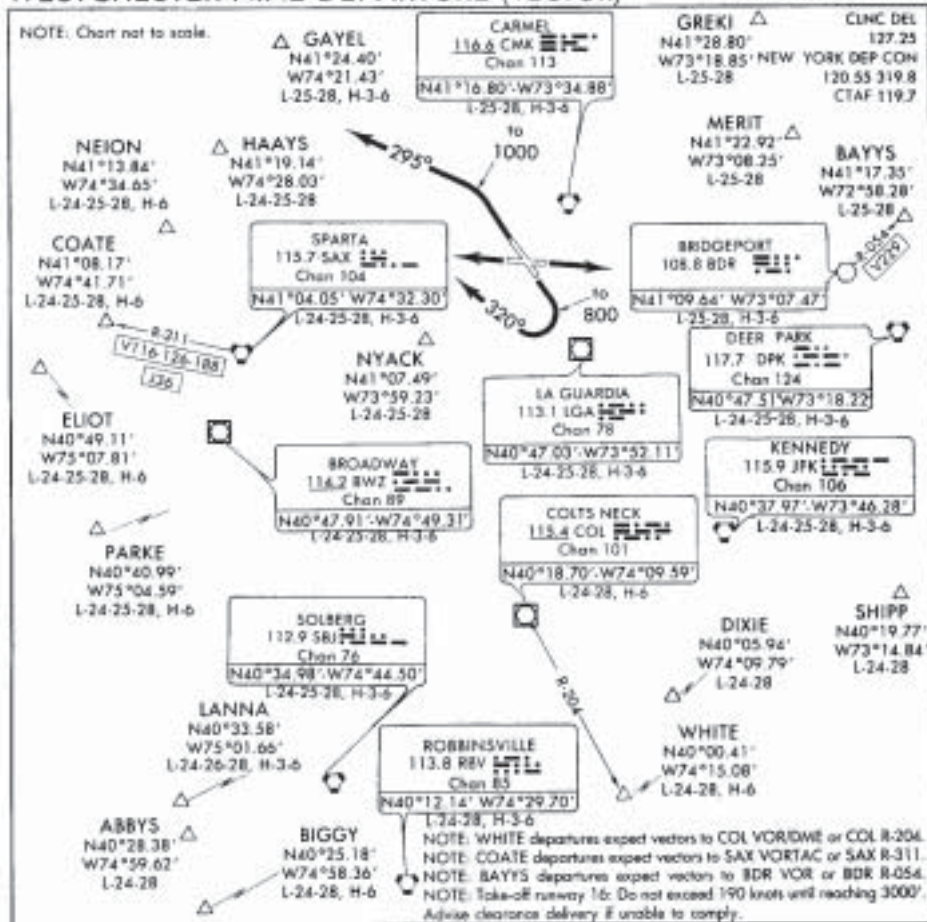 NOTE: Chart not to scale.
GAYEL
N41°24.40'
W74°21.43'
L-25-28, H-3-6
CARMEL
116.6 CMK
Chan 113
N41°16.80'-W73°34.88'
L-25-28, H-3-6
GREKI
N41°28.80'
W73°18.85'
L-25-28
CLNC DEL
127.25
NEW YORK DEP CON
120.55 319.8
CTAF 119.7
NEION
N41°13.84'
W74°34.65'
L-24-25-28, H-6
HAAYS
N41°19.14'
W74°28.03'
L-24-25-28
295°
to
1000
MERIT
N41°22.92'
W73°08.25'
L-25-28
BAYYS
N41°17.35'
W72°58.28'
L-25-28
R-054
V229
COATE
N41°08.17'
W74°41.71'
L-24-25-28, H-6
SPARTA
115.7 SAX
Chan 104
N41°04.05' W74°32.30'
L-24-25-28, H-3-6
320°
to
800
BRIDGEPORT
108.8 BDR
N41°09.64' W73°07.47'
L-25-28, H-3-6
V116-126-188
J36
NYACK
N41°07.49'
W73°59.23'
L-24-25-28
DEER PARK
117.7 DPK
Chan 124
N40°47.51' W73°18.22'
L-24-25-28, H-3-6
ELIOT
N40°49.11'
W75°07.81'
L-24-25-28, H-6
LA GUARDIA
113.1 LGA
Chan 78
N40°47.03'-W73°52.11'
L-24-25-28, H-3-6
BROADWAY
114.2 BWZ
Chan 89
N40°47.91'-W74°49.31'
L-24-25-28, H-3-6
KENNEDY
115.9 JFK
Chan 106
N40°37.97'-W73°46.28'
L-24-25-28, H-3-6
COLTS NECK
115.4 COL
Chan 101
N40°18.70'-W74°09.59'
L-24-28, H-6
PARKE
N40°40.99'
W75°04.59'
L-24-25-28, H-6
SOLBERG
112.9 SBJ
Chan 76
N40°34.98'-W74°44.50'
L-24-25-28, H-3-6
R-204
DIXIE
N40°05.94'
W74°09.79'
L-24-28
SHIPP
N40°19.77'
W73°14.84'
L-24-28
LANNA
N40°33.58'
W75°01.66'
L-24-26-28, H-3-6
ROBBINSVILLE
113.8 RBV
Chan 85
N40°12.14' W74°29.70'
L-24-28, H-3-6
WHITE
N40°00.41'
W74°15.08'
L-24-28, H-6
ABBYS
N40°28.38'
W74°59.62'
L-24-28
BIGGY
N40°25.18'
W74°58.36'
L-24-28, H-6
NOTE: WHITE departures expect vectors to COL VOR/DME or COL R-204.
NOTE: COATE departures expect vectors to SAX VORTAC or SAX R-311.
NOTE: BAYYS departures expect vectors to BDR VOR or BDR R-054.
NOTE: Take-off runway 16: Do not exceed 190 knots until reaching 3000'.
Advise clearance delivery if unable to comply.